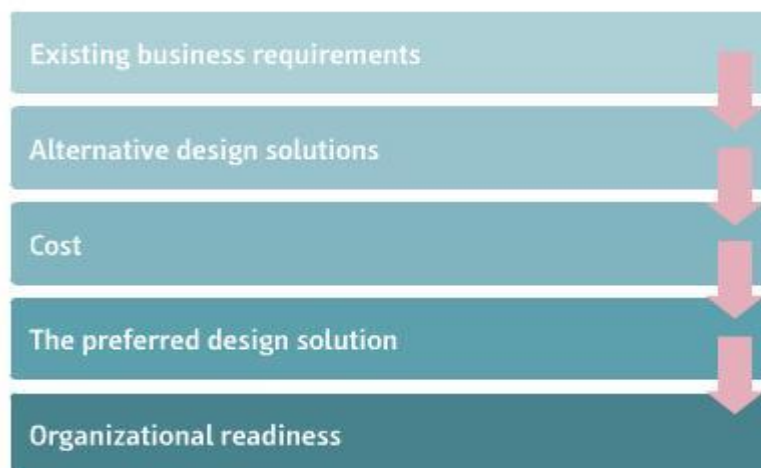 Existing business requirements
Alternative design solutions
Cost
The preferred design solution
Organizational readiness